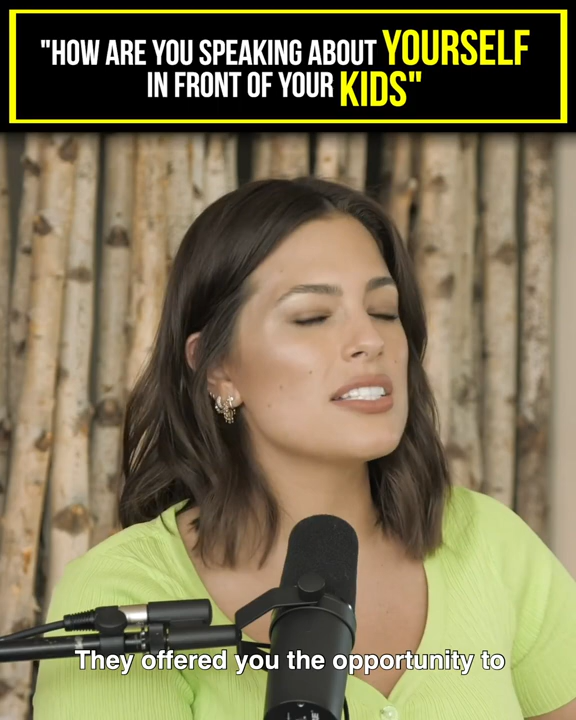 "HOW ARE YOU SPEAKING ABOUT YOURSELF
IN FRONT OF YOUR KIDS"
They offered you the opportunity to